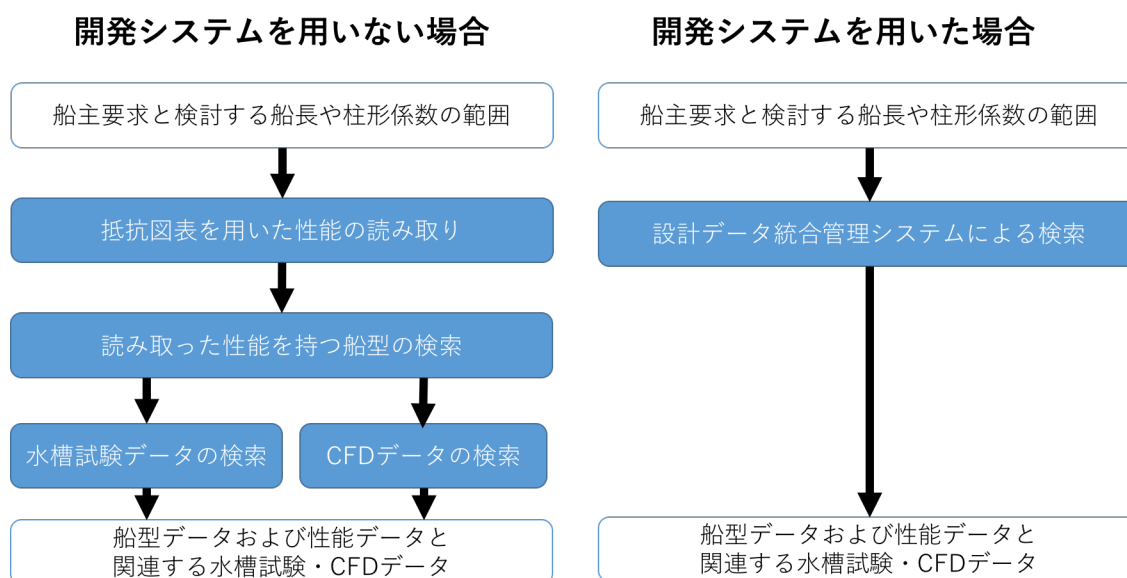 開発システムを用いない場合
船主要求と検討する船長や柱形係数の範囲
抵抗図表を用いた性能の読み取り
読み取った性能を持つ船型の検索
水槽試験データの検索
CFDデータの検索
船型データおよび性能データと
関連する水槽試験・CFDデータ
開発システムを用いた場合
船主要求と検討する船長や柱形係数の範囲
設計データ統合管理システムによる検索
船型データおよび性能データと
関連する水槽試験・CFDデータ